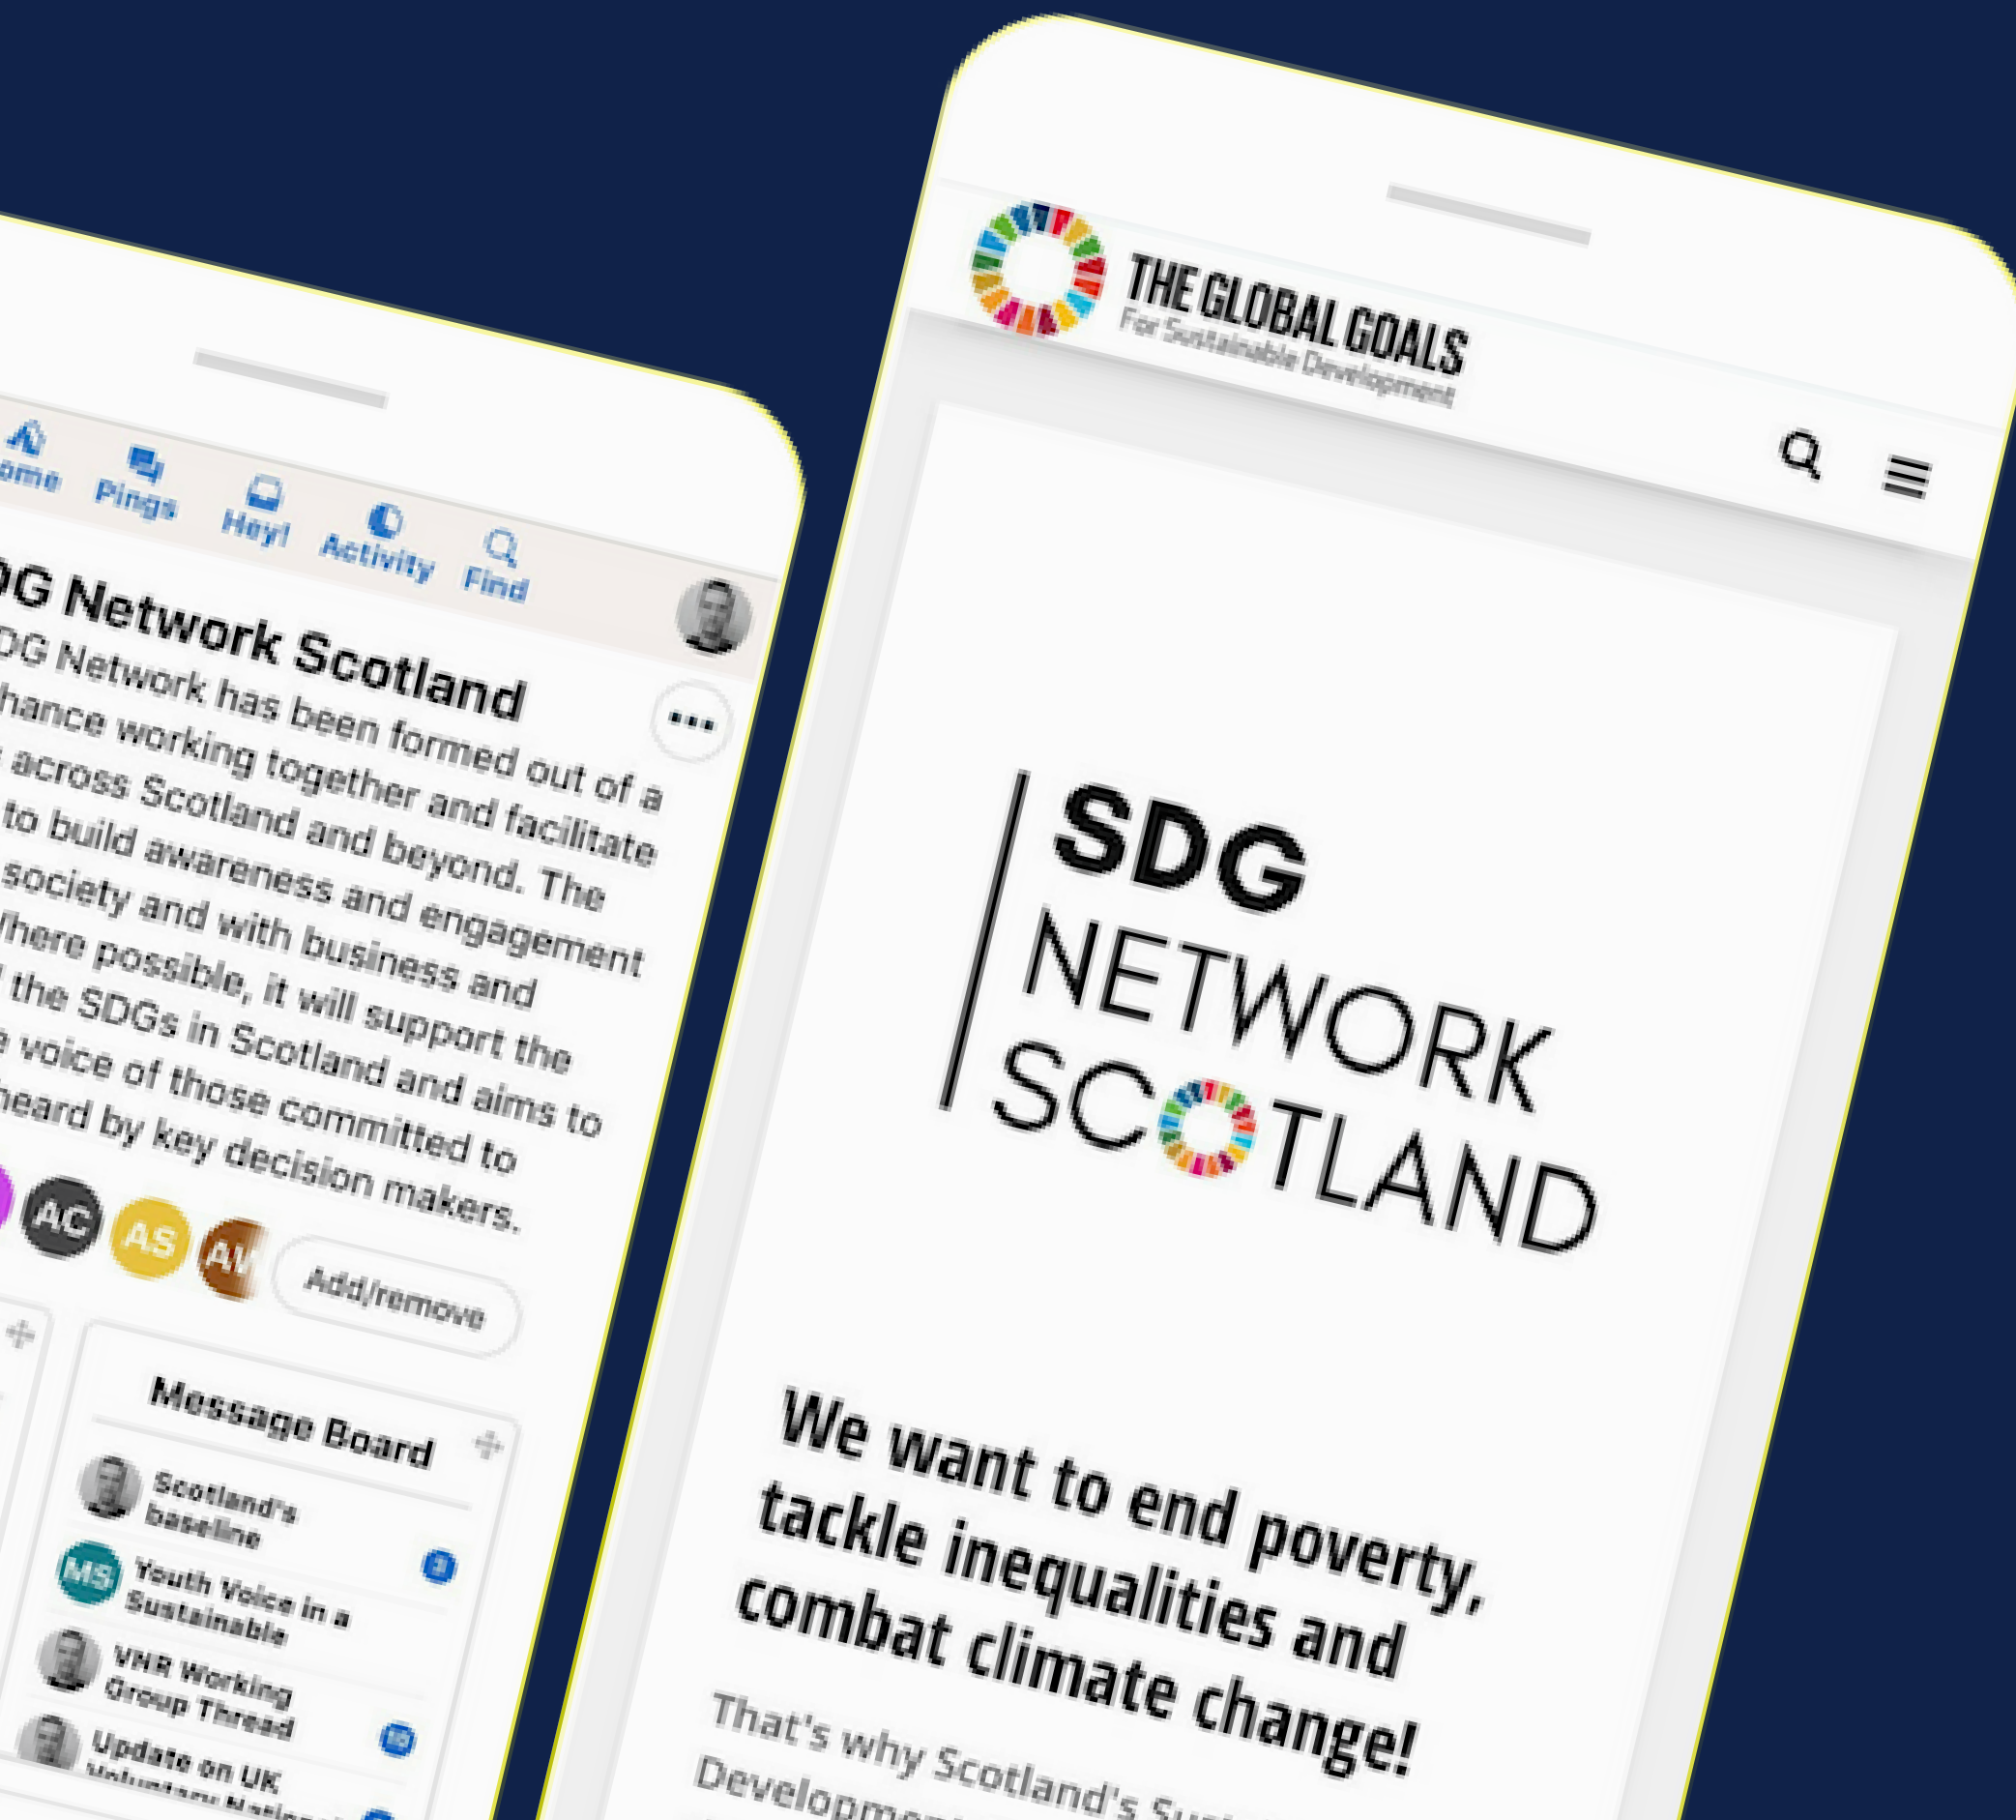 ome
Pings
Hey!
Activity
Find
DG Network Scotland
DG Network has been formed out of a
hance working together and facilitate
across Scotland and beyond. The
to build awareness and engagement
society and with business and
here possible, it will support the
the SDGs in Scotland and aims to
voice of those committed to
heard by key decision makers.
AC
AS
Add/remove
Message Board
Scotland's
baseline
MS
Youth Voice in a
Sustainable
VNR Working
Group Thread
Update on UK
Voluntary
THE GLOBAL GOALS
For Sustainable Development
SDG
NETWORK
SCOTLAND
We want to end poverty,
tackle inequalities and
combat climate change!
That's why Scotland's